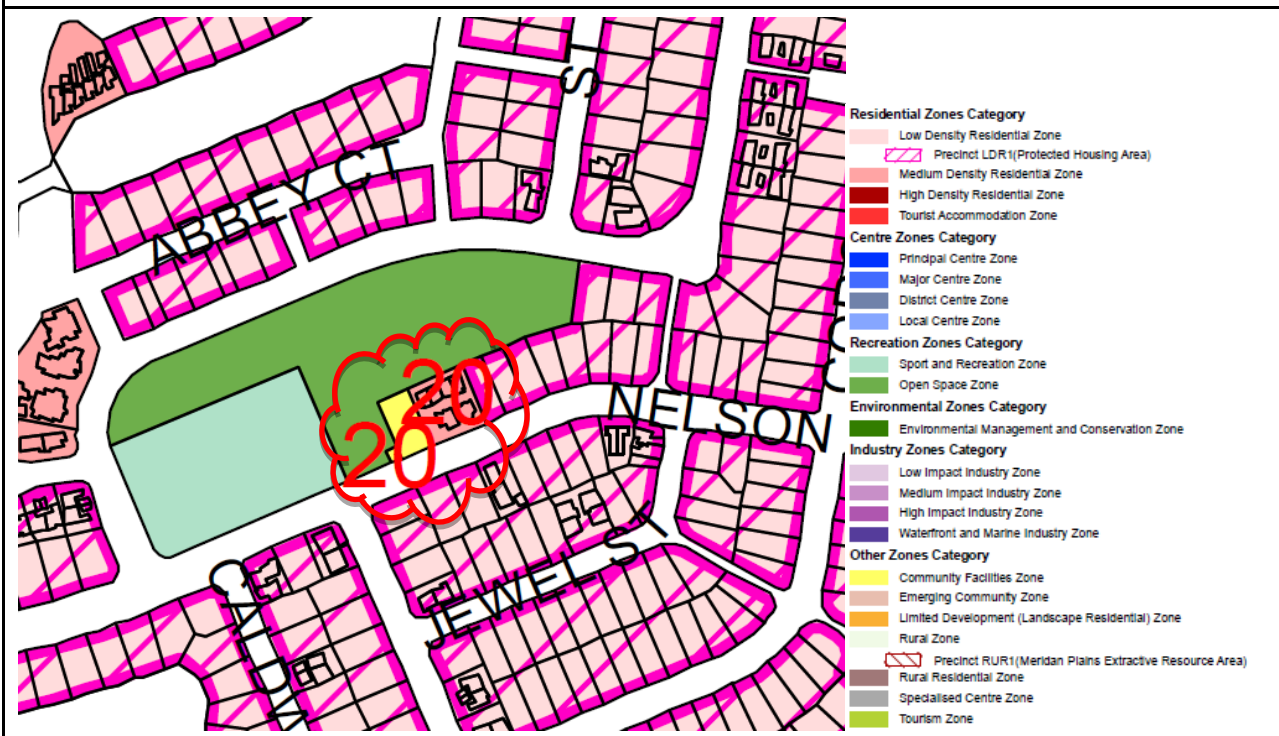 ST
ABBEY CT
20
20
NELSON
JEWEL ST
CALDW
Residential Zones Category
Low Density Residential Zone
Precinct LDR1(Protected Housing Area)
Medium Density Residential Zone
High Density Residential Zone
Tourist Accommodation Zone
Centre Zones Category
Principal Centre Zone
Major Centre Zone
District Centre Zone
Local Centre Zone
Recreation Zones Category
Sport and Recreation Zone
Open Space Zone
Environmental Zones Category
Environmental Management and Conservation Zone
Industry Zones Category
Low Impact Industry Zone
Medium Impact Industry Zone
High Impact Industry Zone
Waterfront and Marine Industry Zone
Other Zones Category
Community Facilities Zone
Emerging Community Zone
Limited Development (Landscape Residential) Zone
Rural Zone
Precinct RUR1(Meridan Plains Extractive Resource Area)
Rural Residential Zone
Specialised Centre Zone
Tourism Zone